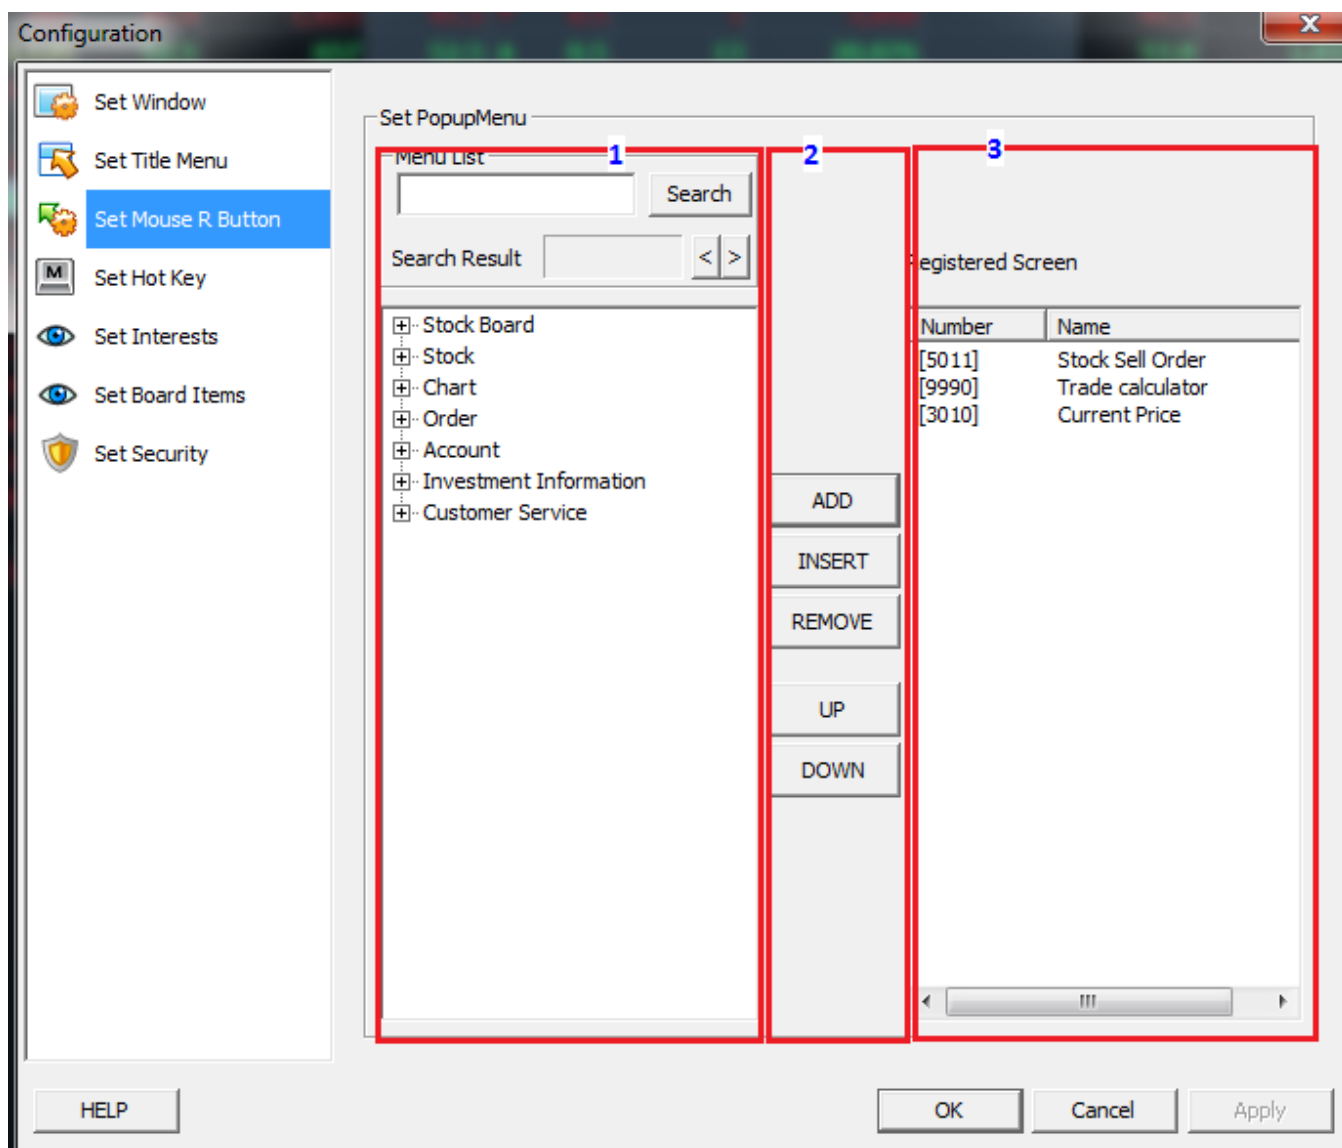 Configuration
X
Set Window
Set Title Menu
Set Mouse R Button
M
Set Hot Key
Set Interests
Set Board Items
Set Security
Set PopupMenu
1
2
3
Menu List
Search
Search Result
<
>
Stock Board
Stock
Chart
Order
Account
Investment Information
Customer Service
ADD
INSERT
REMOVE
UP
DOWN
Registered Screen
Number Name
[5011] Stock Sell Order
[9990] Trade calculator
[3010] Current Price
HELP
OK
Cancel
Apply